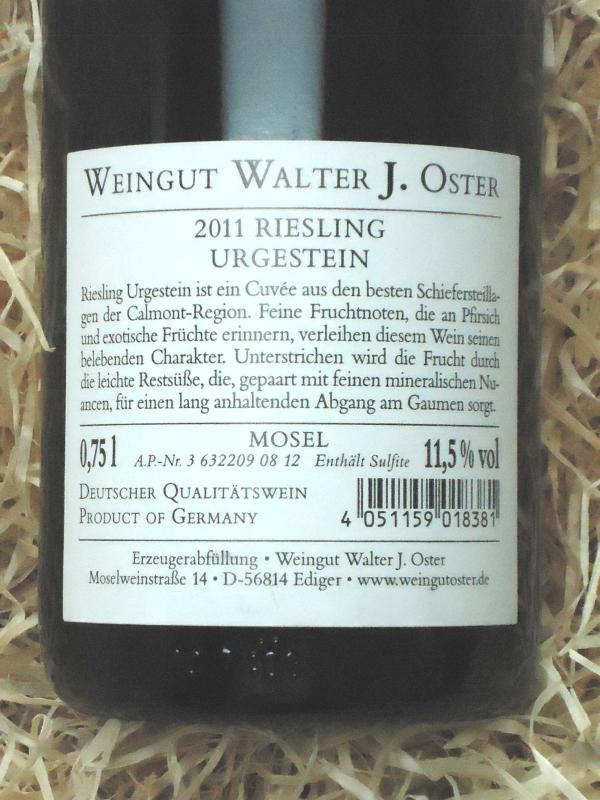 WEINGUT WALTER J. OSTER
2011 RIESLING
URGESTEIN
Riesling Urgestein ist ein Cuvée aus den besten Schiefersteilla-
gen der Calmont-Region. Feine Fruchtnoten, die an Pfirsich
und exotische Früchte erinnern, verleihen diesem Wein seinen
belebenden Charakter. Unterstrichen wird die Frucht durch
die leichte Restsüße, die, gepaart mit feinen mineralischen Nu-
ancen, für einen lang anhaltenden Abgang am Gaumen sorgt.
MOSEL
0,75 l A.P.-Nr. 3 632209 08 12 Enthält Sulfite 11,5 % vol
DEUTSCHER QUALITÄTSWEIN
PRODUCT OF GERMANY
4 051159 018381
Erzeugerabfüllung • Weingut Walter J. Oster
Moselweinstraße 14 • D-56814 Ediger • www.weingutoster.de